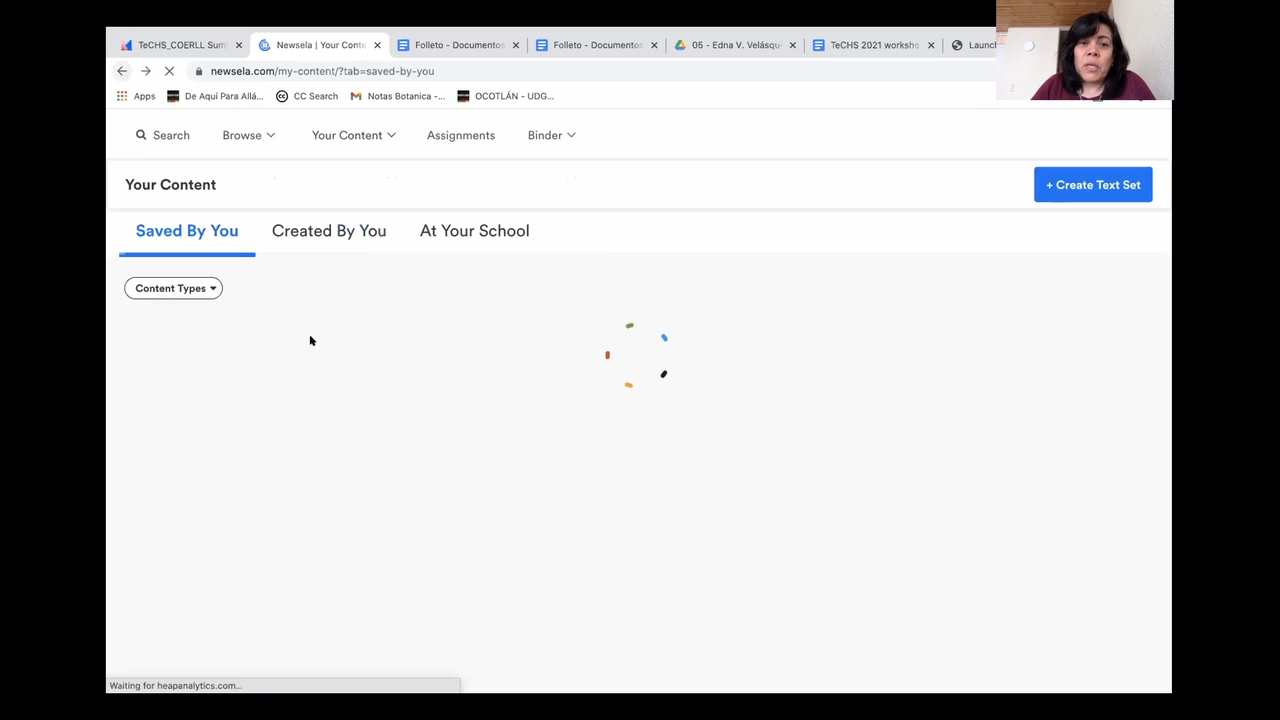 TeCHS_COERLL Sum
Newsela | Your Conte
Folleto - Documentos
Folleto - Documentos
05 - Edna V. Velásqu
TeCHS 2021 worksho
Launch
newsela.com/my-content/?tab=saved-by-you
Apps
De Aquí Para Allá...
CC Search
Notas Botanica -...
OCOTLÁN - UDG...
Search
Browse
Your Content
Assignments
Binder
Your Content
+ Create Text Set
Saved By You
Created By You
At Your School
Content Types
Waiting for heapanalytics.com...